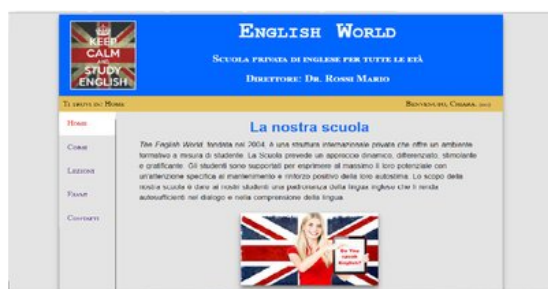 KEEP
CALM
AND
STUDY
ENGLISH
English World
Scuola privata di inglese per tutte le età
Direttore: Dr. Rossi Mario
Ti trovi in: Home
Benvenuto, Chiara.
Home
Corsi
Lezioni
Esami
Contatti
La nostra scuola
The English World, fondata nel 2004, è una struttura internazionale privata che offre un ambiente
formativo a misura di studente. La Scuola prevede un approccio dinamico, differenziato, stimolante
e gratificante. Gli studenti sono supportati per esprimere al massimo il loro potenziale con
un'attenzione specifica al mantenimento e rinforzo positivo della loro autostima. Lo scopo della
nostra scuola è dare ai nostri studenti una padronanza della lingua inglese che li renda
autosufficienti nel dialogo e nella comprensione della lingua.
Do You
speak
English?